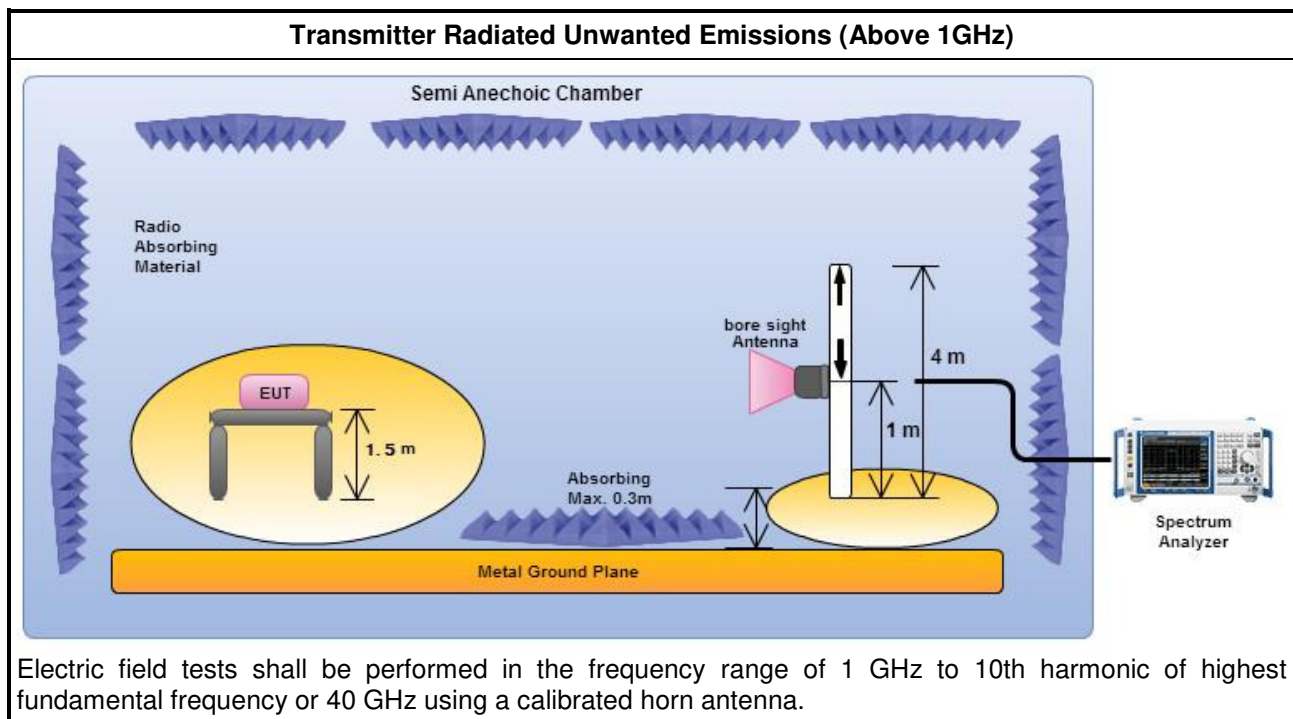 Transmitter Radiated Unwanted Emissions (Above 1GHz)
Semi Anechoic Chamber
Radio
Absorbing
Material
bore sight
Antenna
4 m
EUT
1 m
1. 5 m
Absorbing
Max. 0.3m
Spectrum
Analyzer
Metal Ground Plane
Electric field tests shall be performed in the frequency range of 1 GHz to 10th harmonic of highest
fundamental frequency or 40 GHz using a calibrated horn antenna.